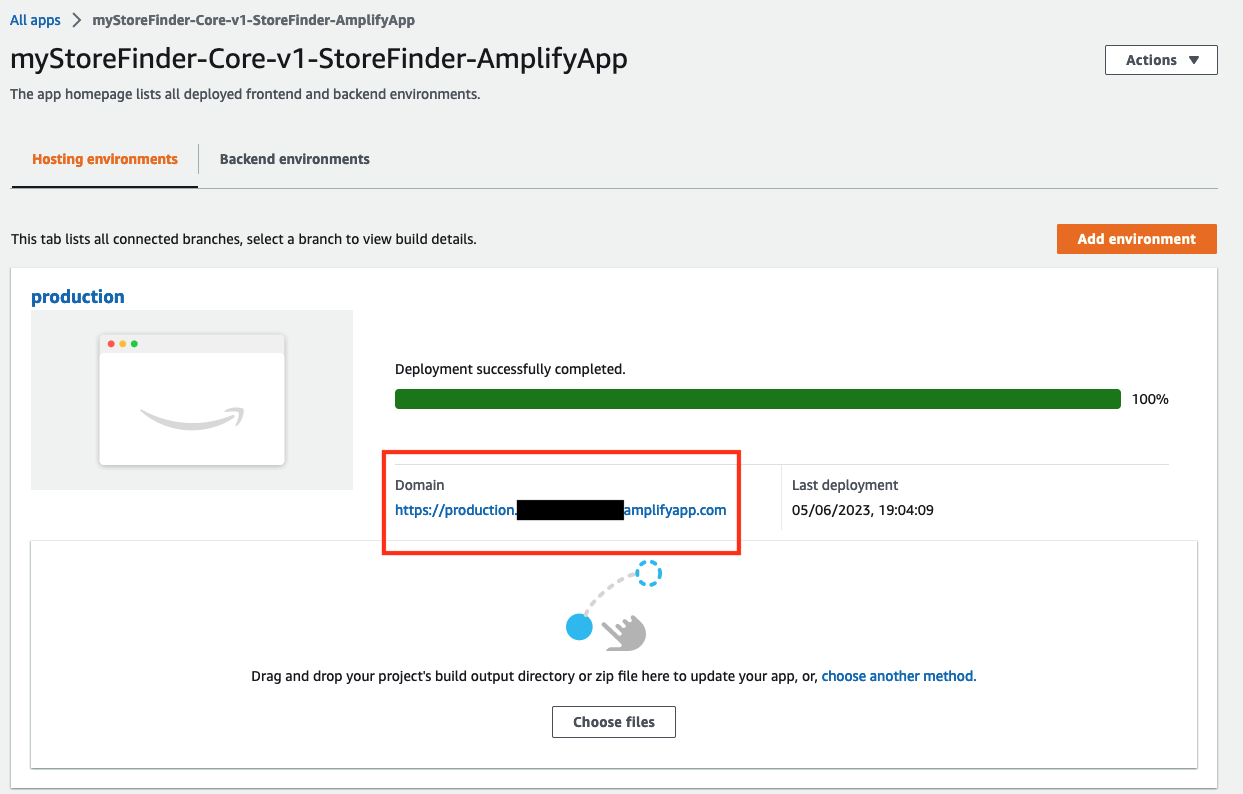 All apps > myStoreFinder-Core-v1-StoreFinder-AmplifyApp
myStoreFinder-Core-v1-StoreFinder-AmplifyApp
Actions ▼
The app homepage lists all deployed frontend and backend environments.
Hosting environments
Backend environments
This tab lists all connected branches, select a branch to view build details.
Add environment
production
Deployment successfully completed.
100%
Domain
https://production. amplifyapp.com
Last deployment
05/06/2023, 19:04:09
Drag and drop your project's build output directory or zip file here to update your app, or, choose another method.
Choose files